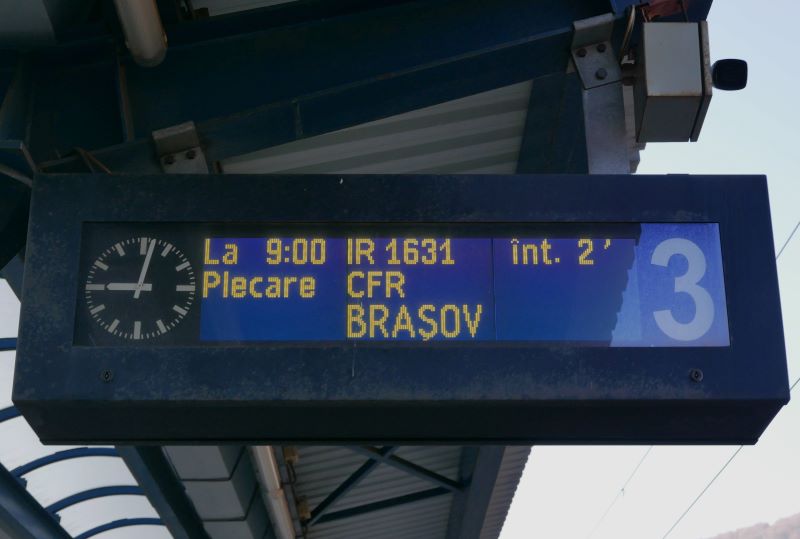 La 9:00 IR 1631 înt. 2'
Plecare CFR
BRAȘOV
3